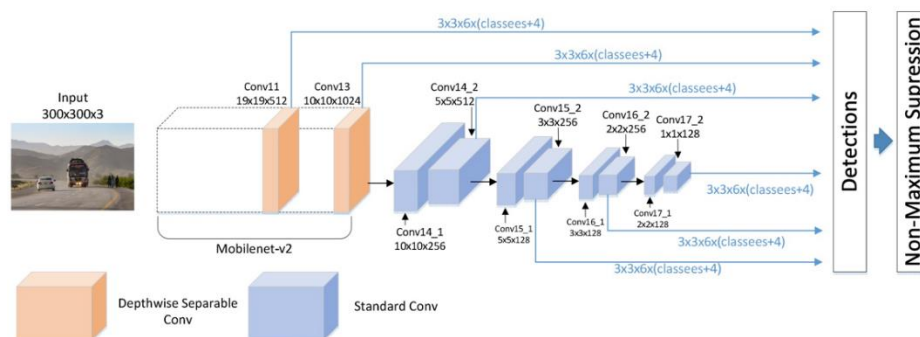 3x3x6x(classees+4)
3x3x6x(classees+4)
3x3x6x(classees+4)
Input
300x300x3
Conv11
19x19x512
Conv13
10x10x1024
Conv14_2
5x5x512
Conv15_2
3x3x256
Conv16_2
2x2x256
Conv17_2
1x1x128
3x3x6x(classees+4)
Conv14_1
10x10x256
Conv15_1
5x5x128
Conv16_1
3x3x128
Conv17_1
2x2x128
3x3x6x(classees+4)
3x3x6x(classees+4)
Mobilenet-v2
Detections
Non-Maximum Supression
Depthwise Separable
Conv
Standard Conv